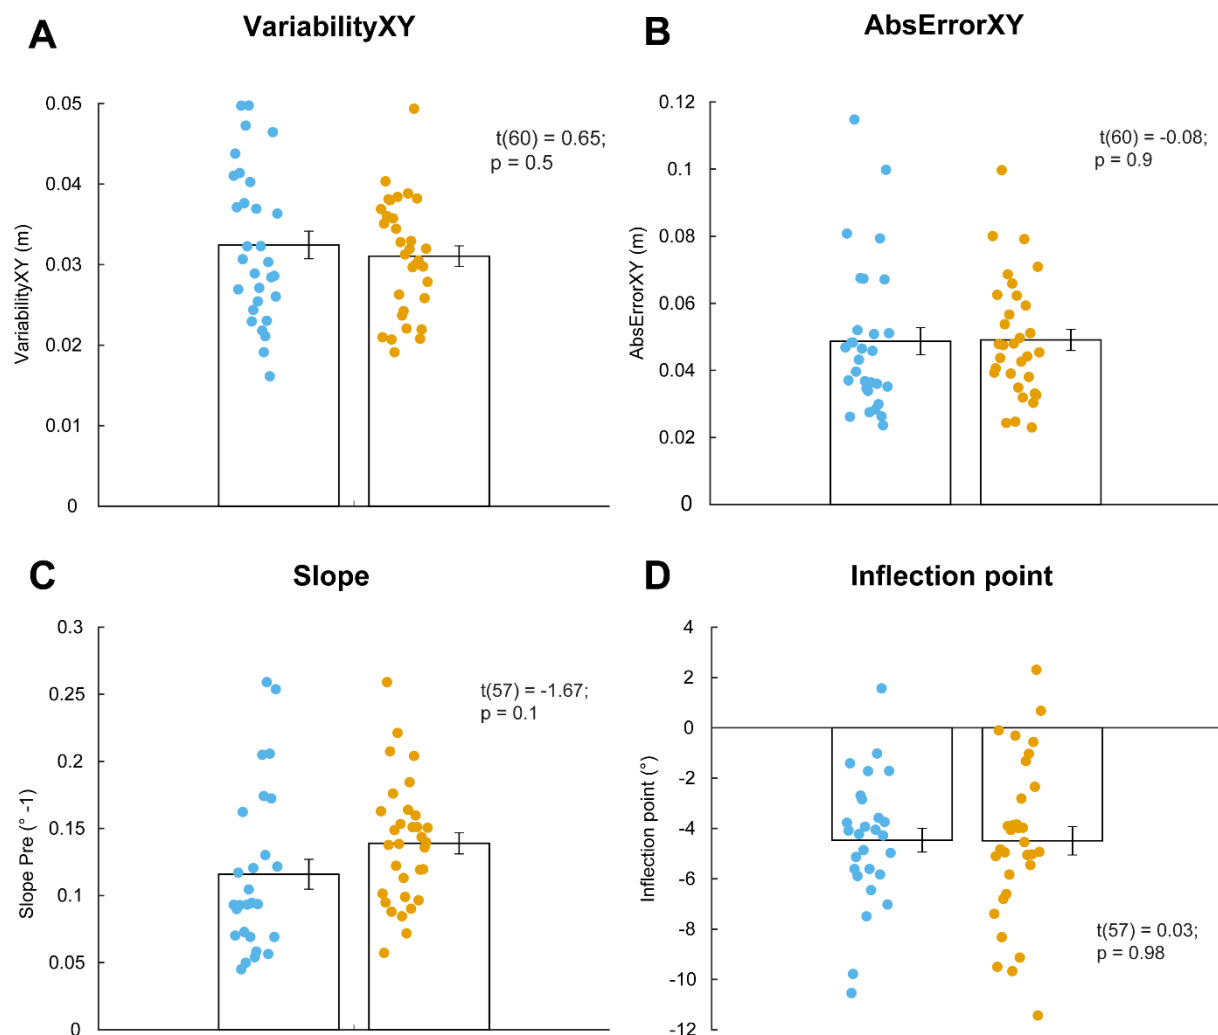 A
VariabilityXY
0.05
0.04
0.03
0.02
0.01
0
VariabilityXY (m)
t(60) = 0.65;
p = 0.5
B
AbsErrorXY
0.12
0.1
0.08
0.06
0.04
0.02
0
AbsErrorXY (m)
t(60) = -0.08;
p = 0.9
C
Slope
0.3
0.25
0.2
0.15
0.1
0.05
0
Slope Pre (° -1)
t(57) = -1.67;
p = 0.1
D
Inflection point
4
2
0
-2
-4
-6
-8
-10
-12
Inflection point (°)
t(57) = 0.03;
p = 0.98